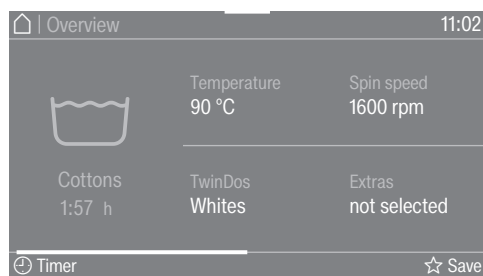 | Overview 11:02
Temperature Spin speed
90 °C 1600 rpm
Cottons
1:57 h
TwinDos Extras
Whites not selected
Timer Save